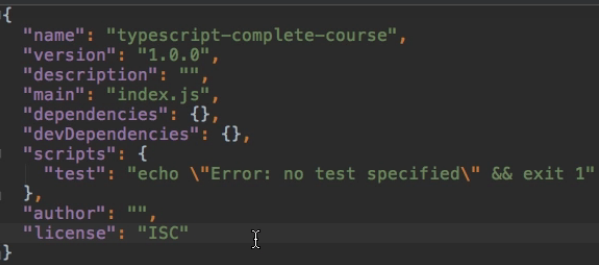 {
"name": "typescript-complete-course",
"version": "1.0.0",
"description": "",
"main": "index.js",
"dependencies": {},
"devDependencies": {},
"scripts": {
"test": "echo \"Error: no test specified\" && exit 1"
},
"author": "",
"license": "ISC"
}